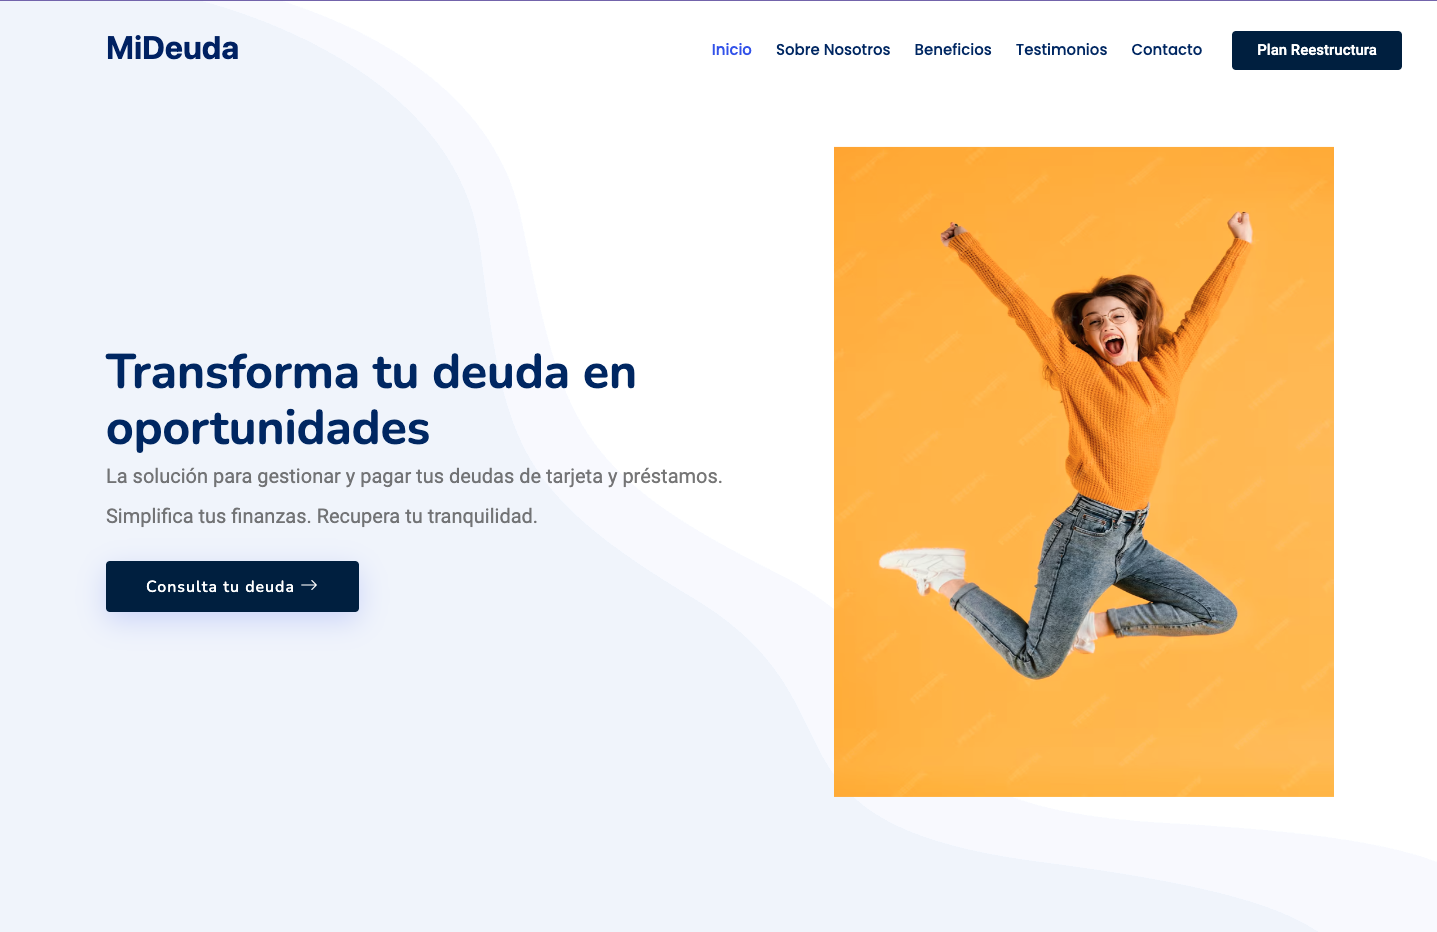 MiDeuda
Inicio Sobre Nosotros Beneficios Testimonios Contacto Plan Reestructura
Transforma tu deuda en
oportunidades
La solución para gestionar y pagar tus deudas de tarjeta y préstamos.
Simplifica tus finanzas. Recupera tu tranquilidad.
Consulta tu deuda →